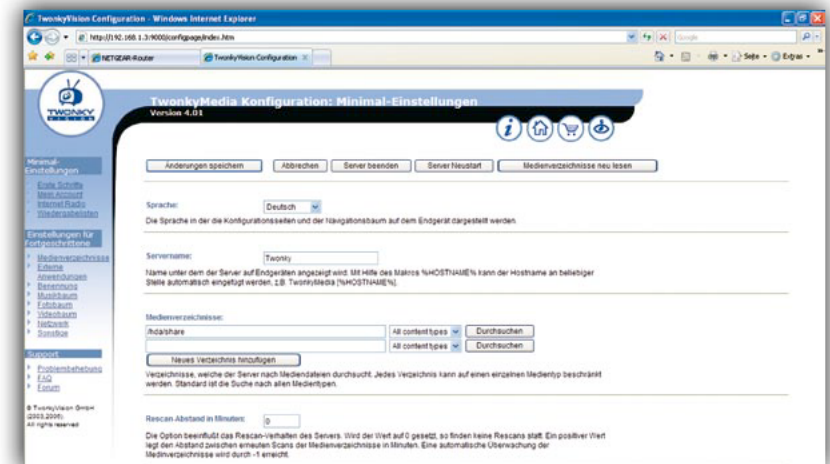 TwonkyVision Configuration - Windows Internet Explorer
http://192.168.1.3:9000/configpage/index.htm
Google
NETGEAR-Router
TwonkyVision Configuration
Seite
Extras
TWONKY
VISION
TwonkyMedia Konfiguration: Minimal-Einstellungen
Version 4.01
Änderungen speichern
Abbrechen
Server beenden
Server Neustart
Medienverzeichnisse neu lesen
Minimal-
Einstellungen
Erste Schritte
Mein Account
Internet Radio
Wiedergabelisten
Einstellungen für
Fortgeschrittene
Medienverzeichnisse
Externe
Anwendungen
Benennung
Musikbaum
Fotobaum
Videobaum
Netzwerk
Sonstige
Support
Problembehebung
FAQ
Forum
© TwonkyVision GmbH
(2003,2006).
All rights reserved
Sprache:
Deutsch
Die Sprache in der die Konfigurationsseiten und der Navigationsbaum auf dem Endgerät dargestellt werden.
Servername:
Twonky
Name unter dem der Server auf Endgeräten angezeigt wird. Mit Hilfe des Makros %HOSTNAME% kann der Hostname an beliebiger
Stelle automatisch eingefügt werden, z.B. TwonkyMedia [%HOSTNAME%].
Medienverzeichnisse:
/hda/share
All content types
Durchsuchen
All content types
Durchsuchen
Neues Verzeichnis hinzufügen
Verzeichnisse, welche der Server nach Mediendateien durchsucht. Jedes Verzeichnis kann auf einen einzelnen Medientyp beschränkt
werden. Standard ist die Suche nach allen Medientypen.
Rescan-Abstand in Minuten:
0
Die Option beeinflußt das Rescan-Verhalten des Servers. Wird der Wert auf 0 gesetzt, so finden keine Rescans statt. Ein positiver Wert
legt den Abstand zwischen erneuten Scans der Medienverzeichnisse in Minuten. Eine automatische Überwachung der
Medinverzeichnisse wird durch -1 erreicht.